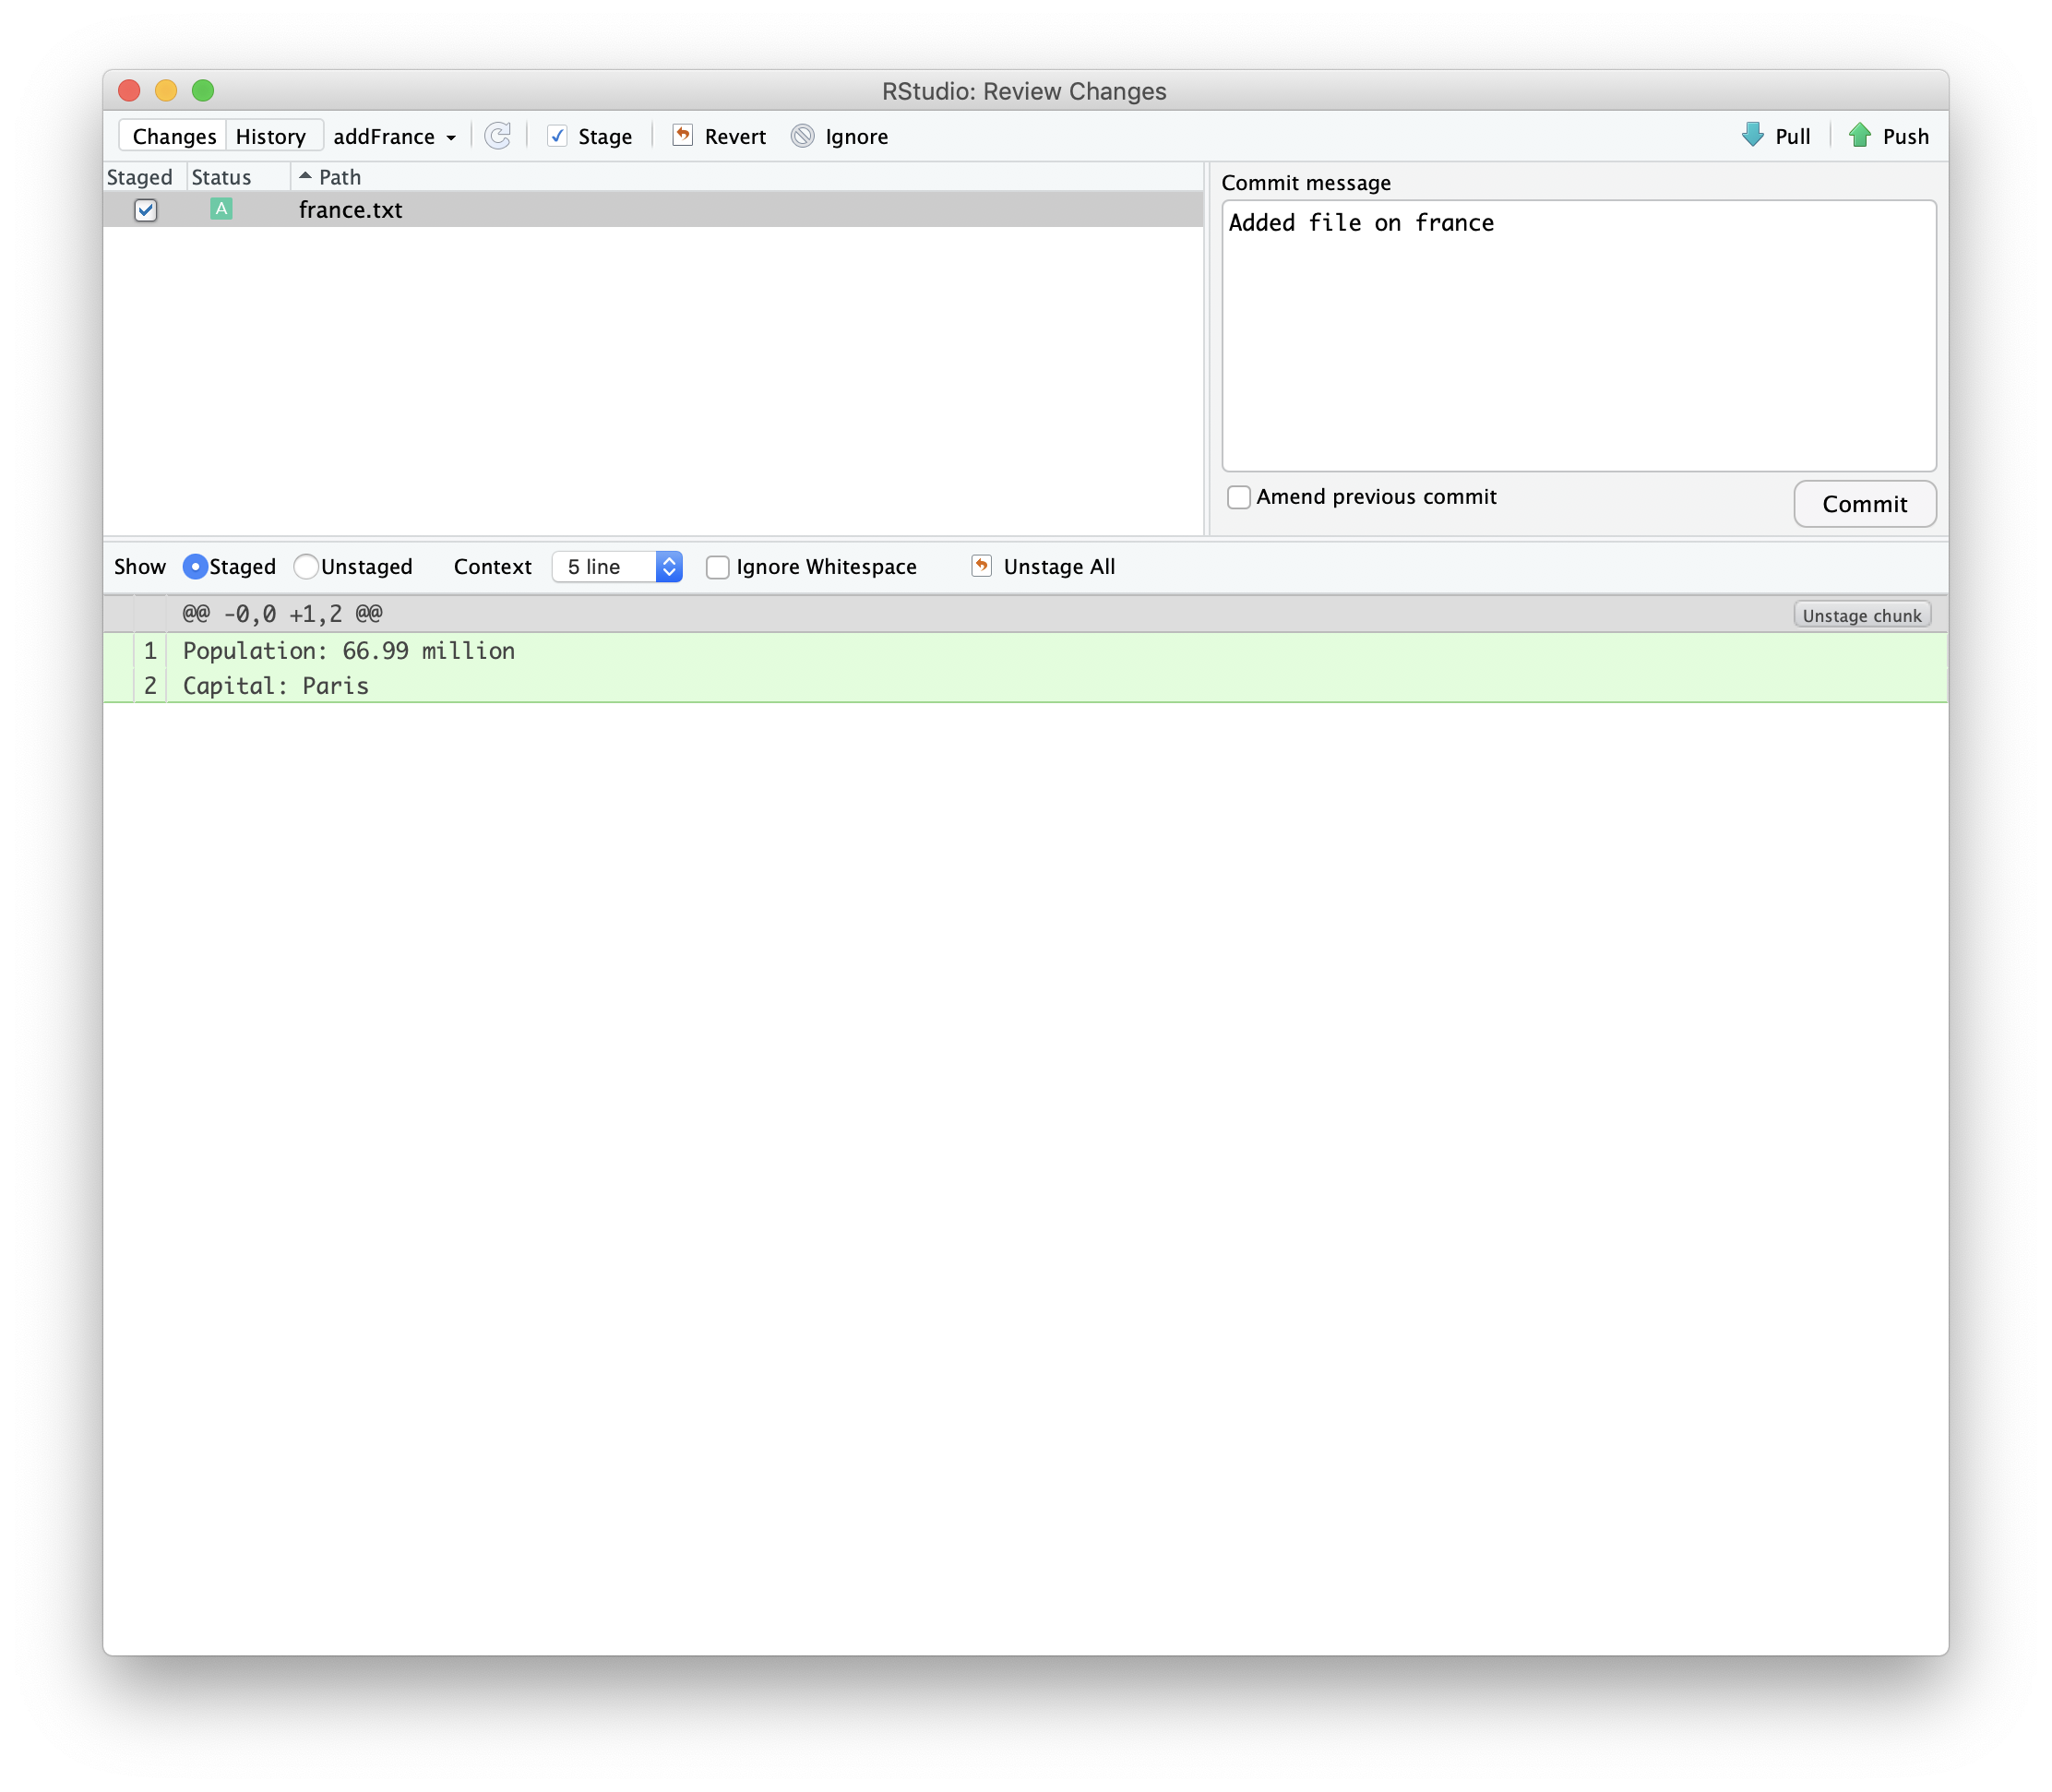 RStudio: Review Changes
Changes History addFrance Stage Revert Ignore Pull Push
Staged Status Path
A france.txt
Commit message
Added file on france
Amend previous commit
Commit
Show Staged Unstaged Context 5 line Ignore Whitespace Unstage All
@@ -0,0 +1,2 @@ Unstage chunk
1 Population: 66.99 million
2 Capital: Paris